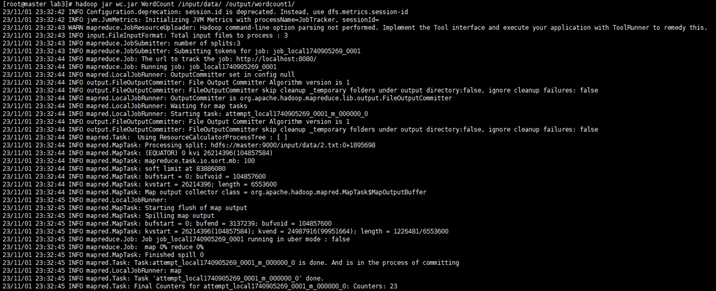 [root@master lab3]# hadoop jar wc.jar WordCount /input/data/ /output/wordcount1/
23/11/01 23:32:42 INFO Configuration.deprecation: session.id is deprecated. Instead, use dfs.metrics.session-id
23/11/01 23:32:42 INFO jvm.JvmMetrics: Initializing JVM Metrics with processName=JobTracker, sessionId=
23/11/01 23:32:43 WARN mapreduce.JobResourceUploader: Hadoop command-line option parsing not performed. Implement the Tool interface and execute your application with ToolRunner to remedy this.
23/11/01 23:32:43 INFO input.FileInputFormat: Total input files to process : 3
23/11/01 23:32:43 INFO mapreduce.JobSubmitter: number of splits:3
23/11/01 23:32:43 INFO mapreduce.JobSubmitter: Submitting tokens for job: job_local1740905269_0001
23/11/01 23:32:44 INFO mapreduce.Job: The url to track the job: http://localhost:8080/
23/11/01 23:32:44 INFO mapreduce.Job: Running job: job_local1740905269_0001
23/11/01 23:32:44 INFO mapred.LocalJobRunner: OutputCommitter set in config null
23/11/01 23:32:44 INFO output.FileOutputCommitter: File Output Committer Algorithm version is 1
23/11/01 23:32:44 INFO output.FileOutputCommitter: FileOutputCommitter skip cleanup _temporary folders under output directory:false, ignore cleanup failures: false
23/11/01 23:32:44 INFO mapred.LocalJobRunner: OutputCommitter is org.apache.hadoop.mapreduce.lib.output.FileOutputCommitter
23/11/01 23:32:44 INFO mapred.LocalJobRunner: Waiting for map tasks
23/11/01 23:32:44 INFO mapred.LocalJobRunner: Starting task: attempt_local1740905269_0001_m_000000_0
23/11/01 23:32:44 INFO output.FileOutputCommitter: File Output Committer Algorithm version is 1
23/11/01 23:32:44 INFO output.FileOutputCommitter: FileOutputCommitter skip cleanup _temporary folders under output directory:false, ignore cleanup failures: false
23/11/01 23:32:44 INFO mapred.Task:  Using ResourceCalculatorProcessTree : [ ]
23/11/01 23:32:44 INFO mapred.MapTask: Processing split: hdfs://master:9000/input/data/2.txt:0+1895698
23/11/01 23:32:44 INFO mapred.MapTask: (EQUATOR) 0 kvi 26214396(104857584)
23/11/01 23:32:44 INFO mapred.MapTask: mapreduce.task.io.sort.mb: 100
23/11/01 23:32:44 INFO mapred.MapTask: soft limit at 83886080
23/11/01 23:32:44 INFO mapred.MapTask: bufstart = 0; bufvoid = 104857600
23/11/01 23:32:44 INFO mapred.MapTask: kvstart = 26214396; length = 6553600
23/11/01 23:32:44 INFO mapred.MapTask: Map output collector class = org.apache.hadoop.mapred.MapTask$MapOutputBuffer
23/11/01 23:32:45 INFO mapred.LocalJobRunner:
23/11/01 23:32:45 INFO mapred.MapTask: Starting flush of map output
23/11/01 23:32:45 INFO mapred.MapTask: Spilling map output
23/11/01 23:32:45 INFO mapred.MapTask: bufstart = 0; bufend = 3137239; bufvoid = 104857600
23/11/01 23:32:45 INFO mapred.MapTask: kvstart = 26214396(104857584); kvend = 24987916(99951664); length = 1226481/6553600
23/11/01 23:32:45 INFO mapreduce.Job: Job job_local1740905269_0001 running in uber mode : false
23/11/01 23:32:45 INFO mapreduce.Job:  map 0% reduce 0%
23/11/01 23:32:45 INFO mapred.MapTask: Finished spill 0
23/11/01 23:32:45 INFO mapred.Task: Task:attempt_local1740905269_0001_m_000000_0 is done. And is in the process of committing
23/11/01 23:32:45 INFO mapred.LocalJobRunner: map
23/11/01 23:32:45 INFO mapred.Task: Task 'attempt_local1740905269_0001_m_000000_0' done.
23/11/01 23:32:45 INFO mapred.Task: Final Counters for attempt_local1740905269_0001_m_000000_0: Counters: 23